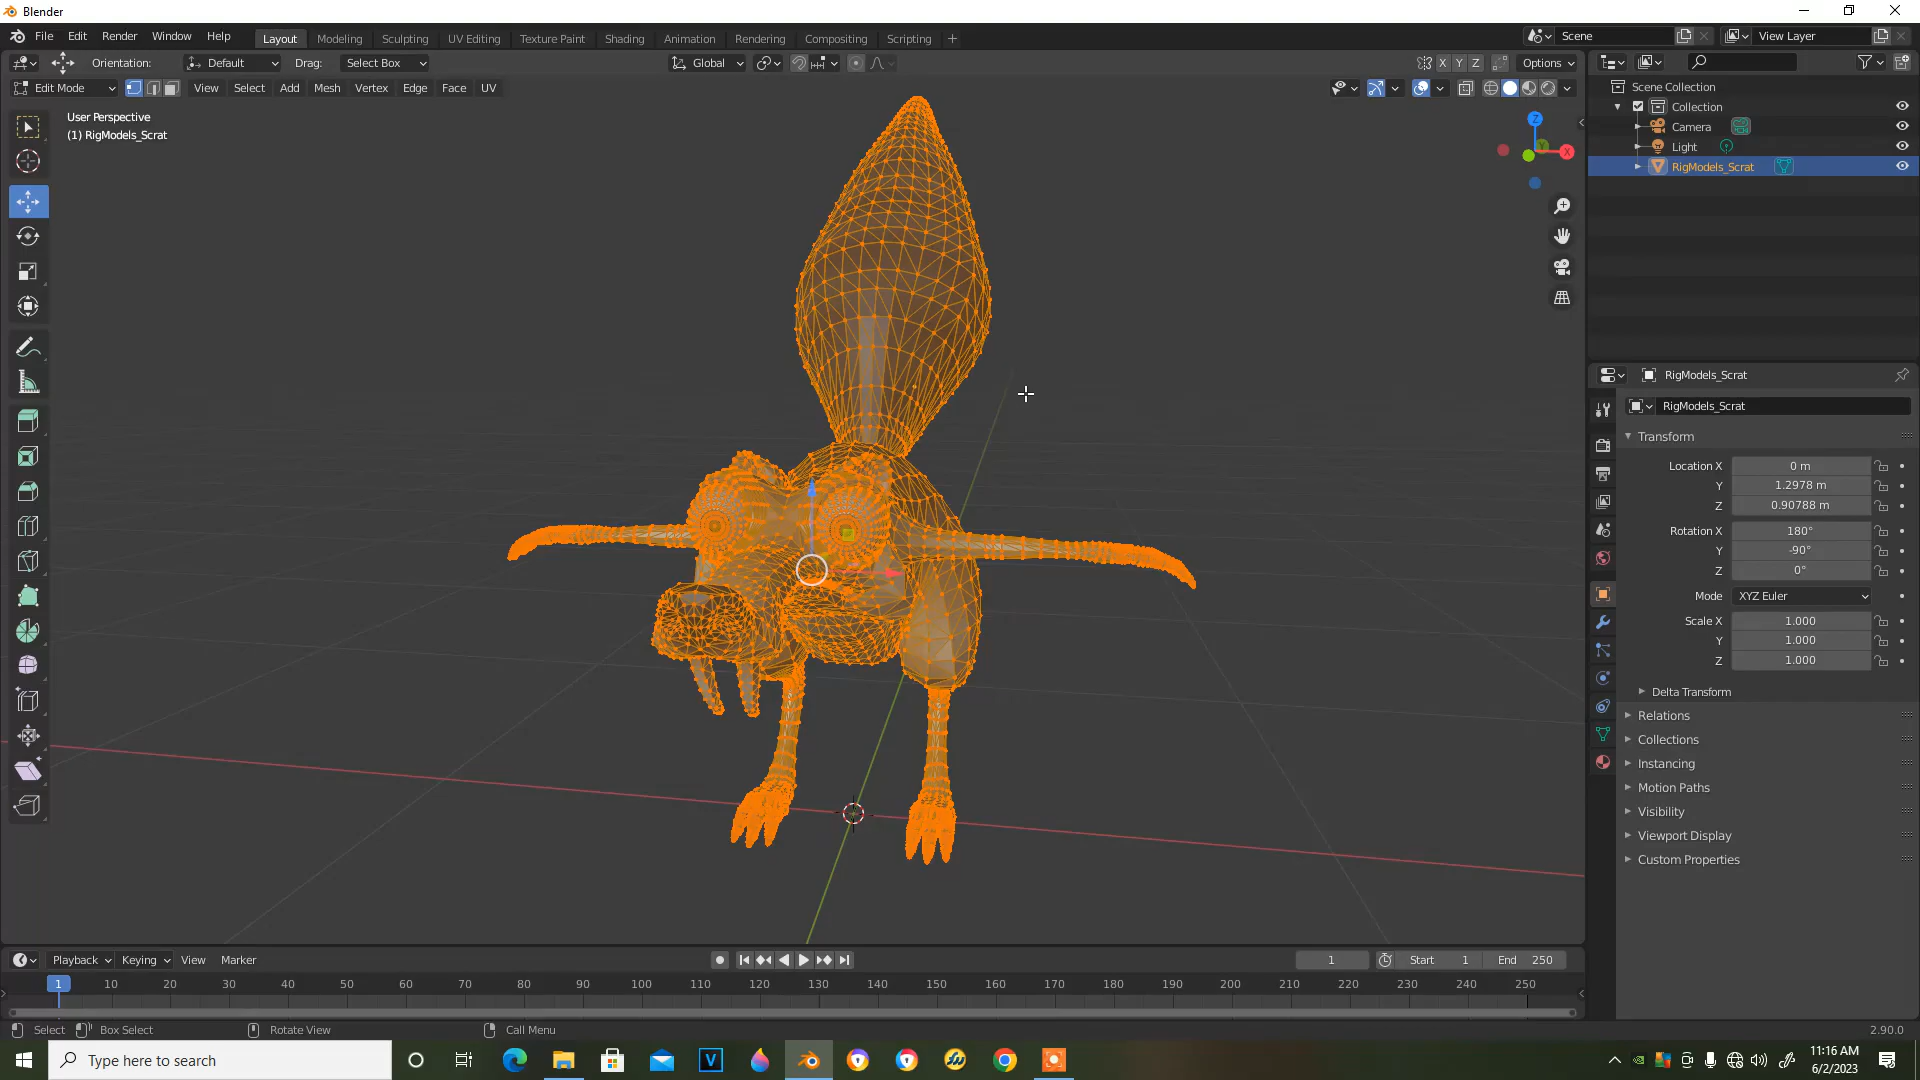 Blender
File Edit Render Window Help
Layout Modeling Sculpting UV Editing Texture Paint Shading Animation Rendering Compositing Scripting +
Scene
View Layer
Orientation: Default Drag: Select Box
Global
X Y Z Options
Edit Mode View Select Add Mesh Vertex Edge Face UV
User Perspective
(1) RigModels_Scrat
Z
Y
X
Scene Collection
Collection
Camera
Light
RigModels_Scrat
RigModels_Scrat
RigModels_Scrat
Transform
Location X 0 m
Y 1.2978 m
Z 0.90788 m
Rotation X 180°
Y -90°
Z 0°
Mode XYZ Euler
Scale X 1.000
Y 1.000
Z 1.000
Delta Transform
Relations
Collections
Instancing
Motion Paths
Visibility
Viewport Display
Custom Properties
Playback Keying View Marker
1 Start 1 End 250
1 10 20 30 40 50 60 70 80 90 100 110 120 130 140 150 160 170 180 190 200 210 220 230 240 250
Select Box Select Rotate View Call Menu
2.90.0
Type here to search
V
11:16 AM
6/2/2023